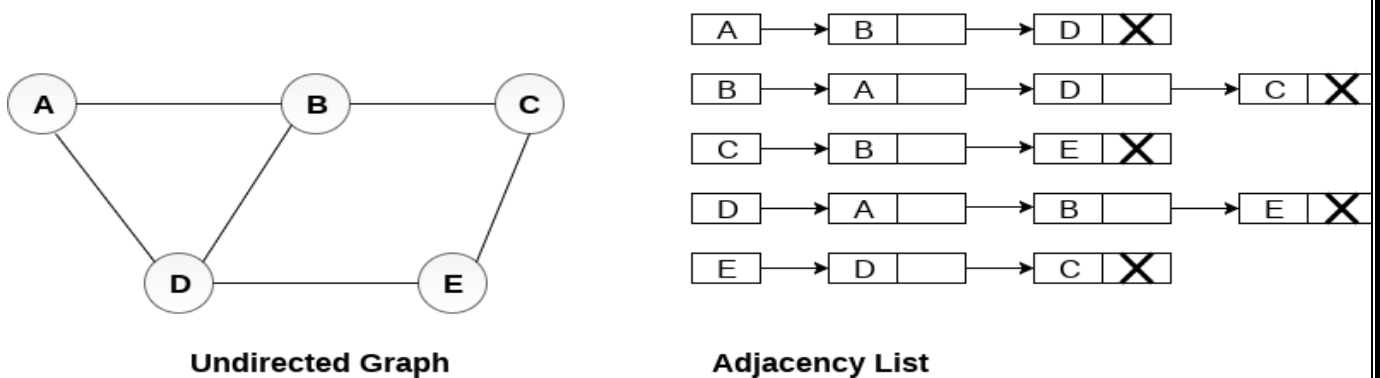 A B D
A B C
B A D C
C B E
D A B E
D E
E D C
Undirected Graph Adjacency List